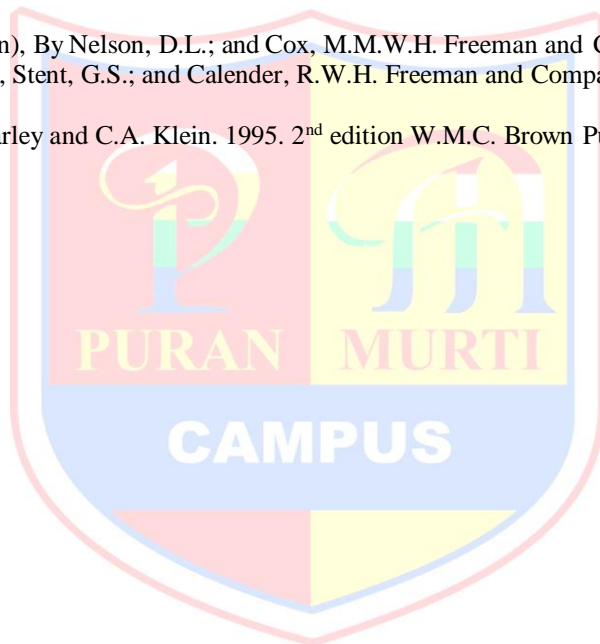 n), By Nelson, D.L.; and Cox, M.M.W.H. Freeman and C
, Stent, G.S.; and Calender, R.W.H. Freeman and Compa
rley and C.A. Klein. 1995. 2nd edition W.M.C. Brown Pu
PURAN MURTI
CAMPUS